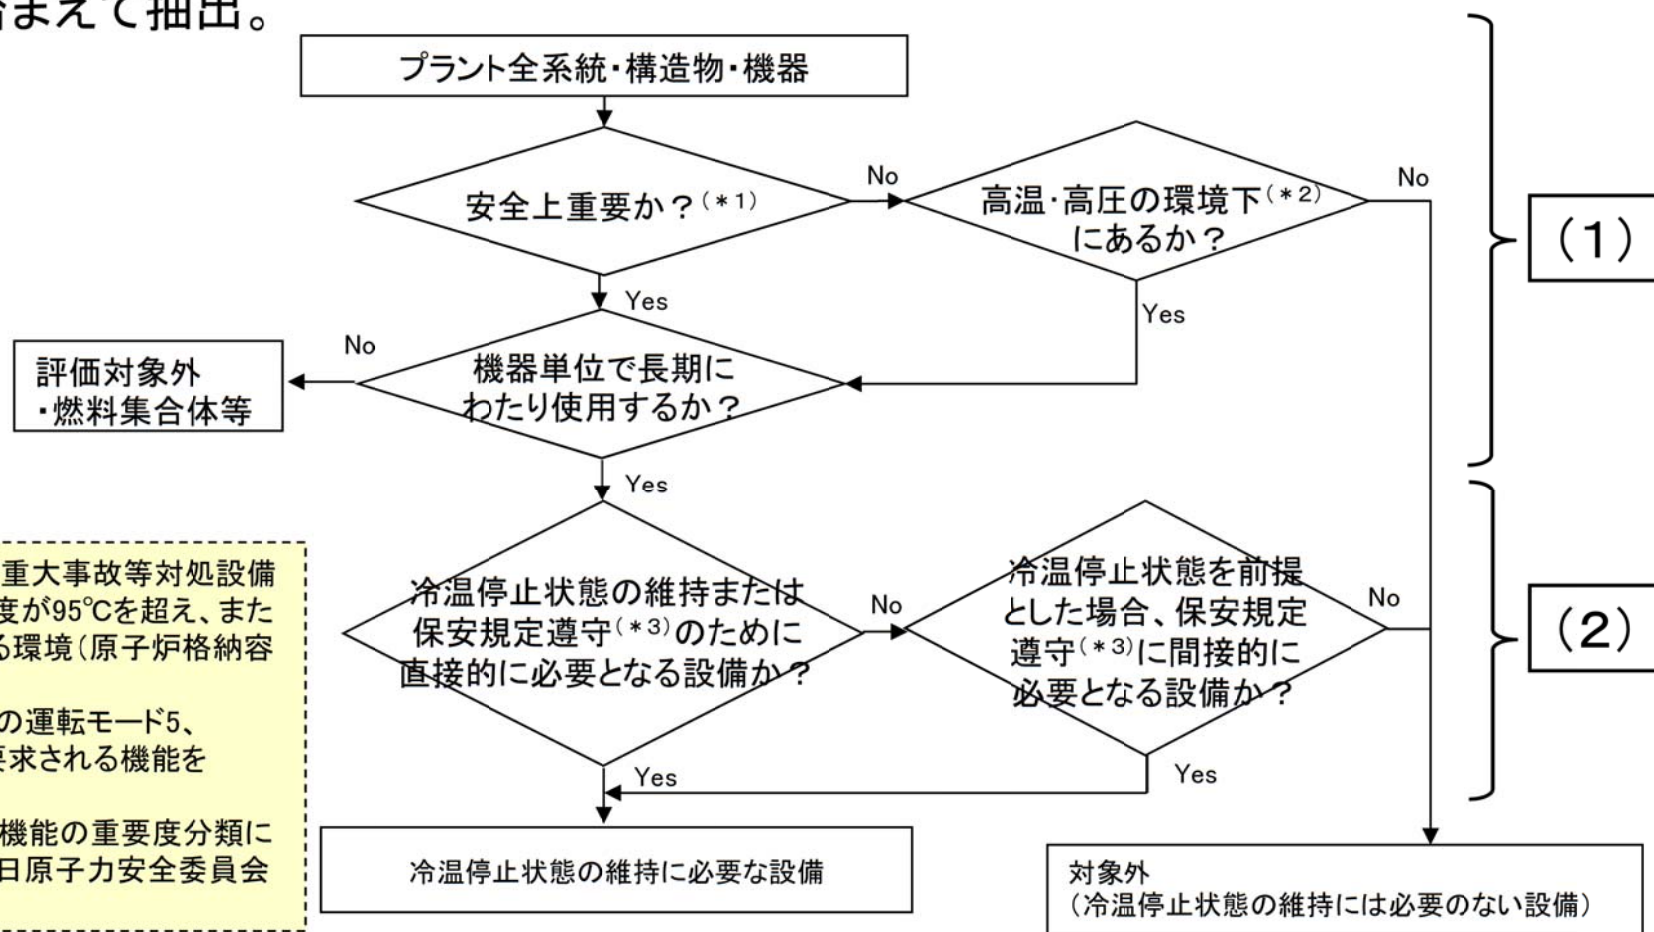 まえて抽出。
プラント全系統・構造物・機器
安全上重要か？(*1)
No
高温・高圧の環境下(*2)
にあるか？
No
(1)
Yes
Yes
機器単位で長期に
わたり使用するか？
No
評価対象外
・燃料集合体等
Yes
冷温停止状態の維持または
保安規定遵守(*3)のために
直接的に必要となる設備か？
No
冷温停止状態を前提
とした場合、保安規定
遵守(*3)に間接的に
必要となる設備か？
No
(2)
Yes
Yes
冷温停止状態の維持に必要な設備
対象外
（冷温停止状態の維持には必要のない設備）
重大事故等対処設備
度が95℃を超え、また
る環境(原子炉格納容
の運転モード5、
要求される機能を
機能の重要度分類に
日原子力安全委員会